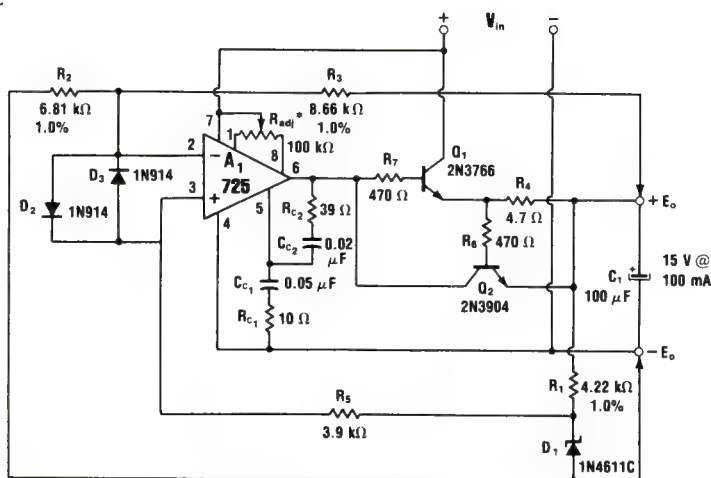 + V_in −
R₂
6.81 kΩ
1.0%
R₃
8.66 kΩ
1.0%
7
R_adj*
100 kΩ
1
8
2
−
A₁
725
3
+
6
4
5
D₃
1N914
D₂
1N914
R₇
470 Ω
Q₁
2N3766
R₄
4.7 Ω
+ E₀
R_C₂
39 Ω
C_C₂
0.02
μF
R₆
470
Ω
Q₂
2N3904
C₁
+
100 μF
15 V @
100 mA
C_C₁
0.05 μF
R_C₁
10 Ω
− E₀
R₁
4.22 kΩ
1.0%
R₅
3.9 kΩ
D₁
1N4611C